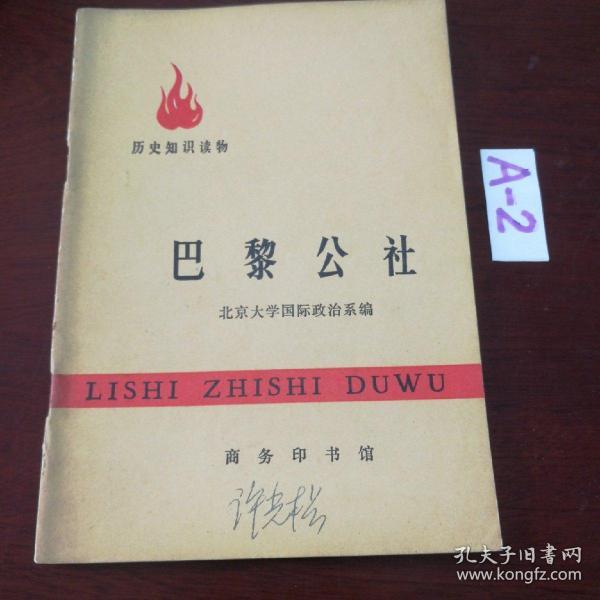 历史知识读物
A-2
巴黎公社
北京大学国际政治系编
LISHI ZHISHI DUWU
商务印书馆
孔夫子旧书网
www.kongfz.com